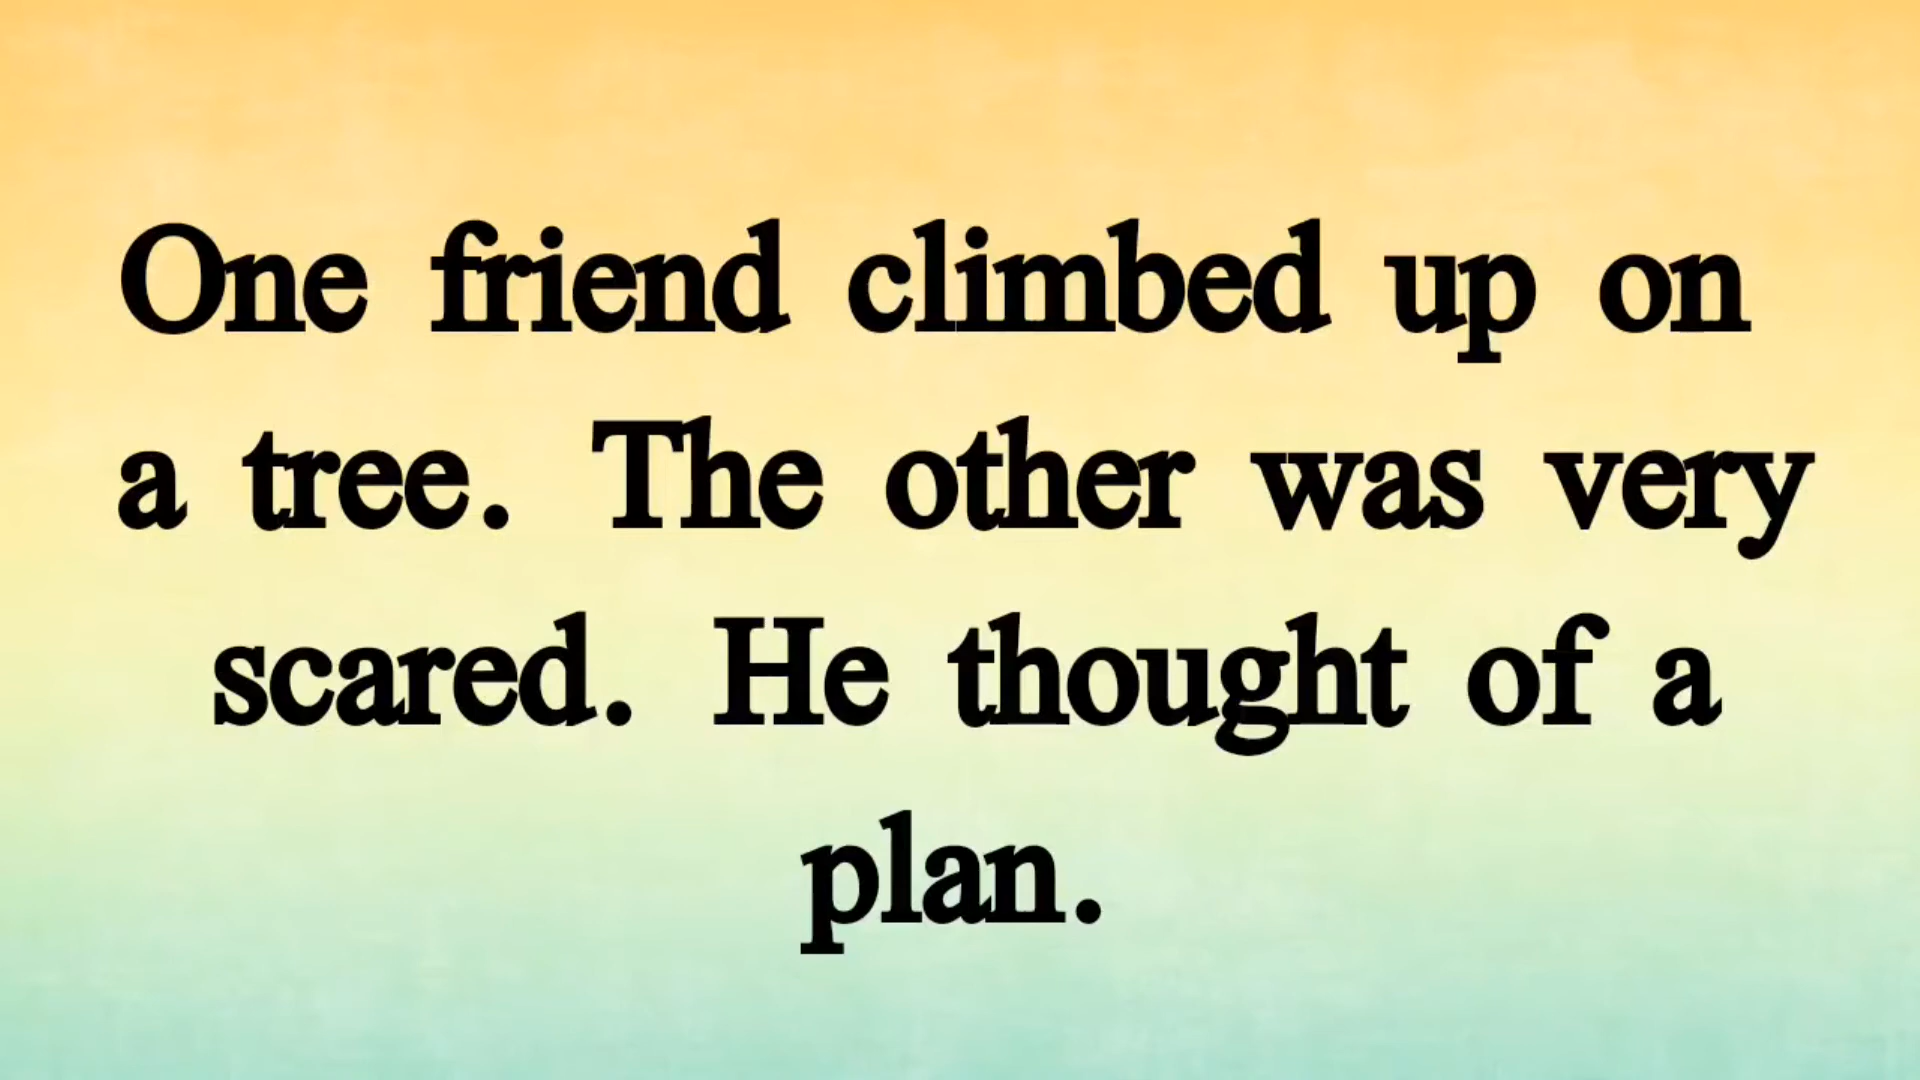 One friend climbed up on
a tree. The other was very
scared. He thought of a
plan.